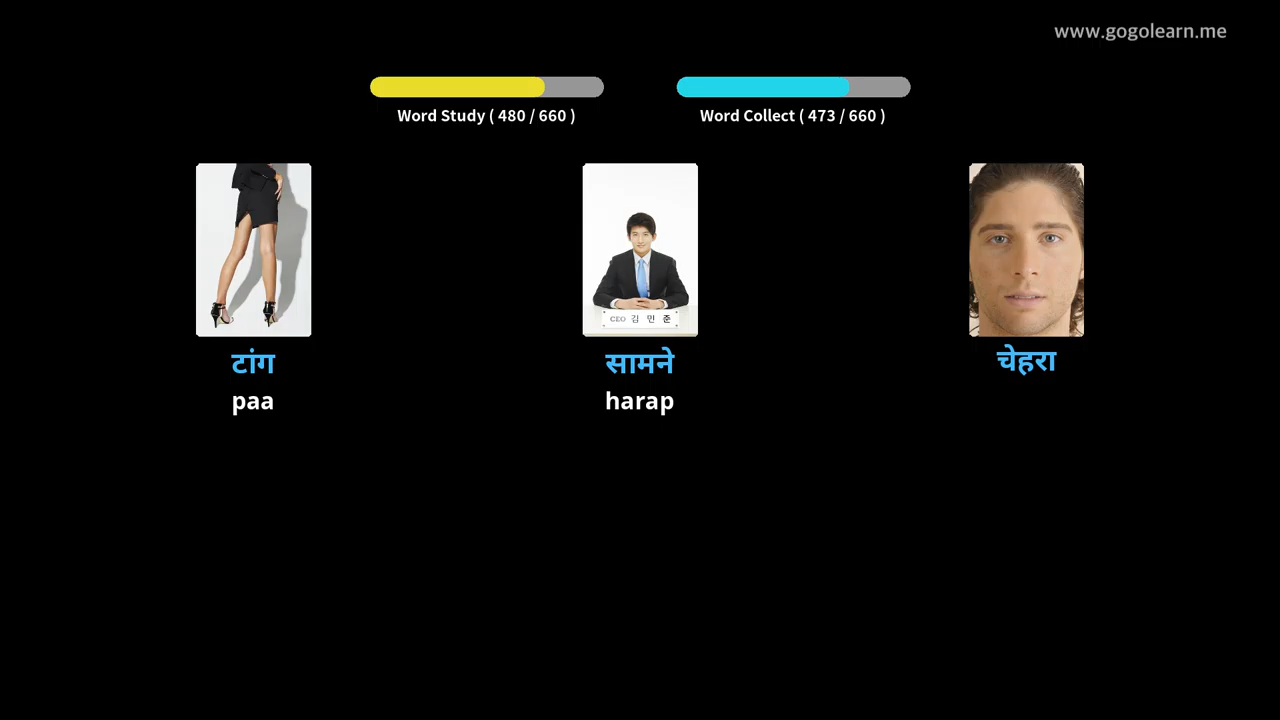 www.gogolearn.me
Word Study ( 480 / 660 )
Word Collect ( 473 / 660 )
CEO 김 민 준
टांग
सामने
चेहरा
paa
harap